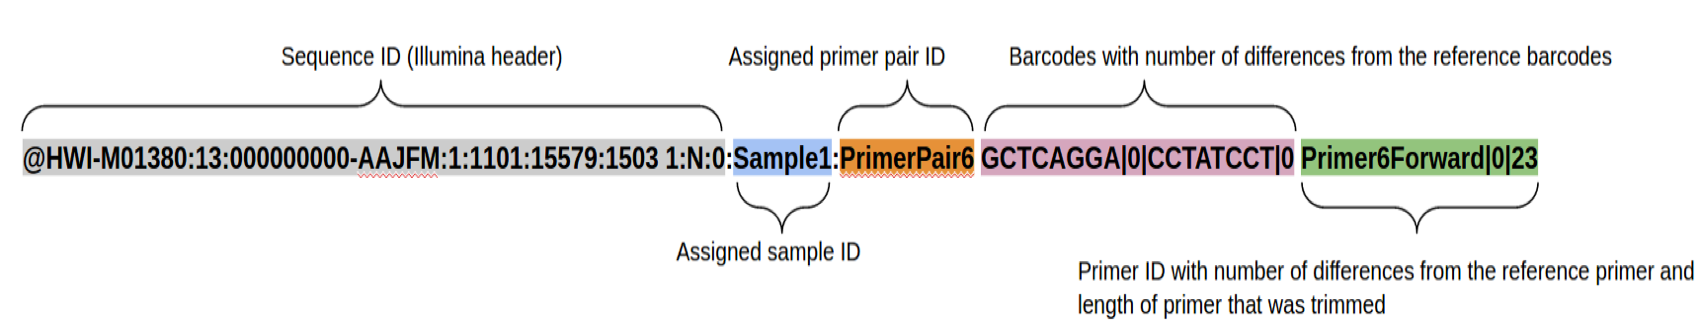 Sequence ID (Illumina header)
Assigned primer pair ID
Barcodes with number of differences from the reference barcodes
@HWI-M01380:13:000000000-AAJFM:1:1101:15579:1503 1:N:0:Sample1:PrimerPair6 GCTCAGGA|0|CCTATCCT|0 Primer6Forward|0|23
Assigned sample ID
Primer ID with number of differences from the reference primer and
length of primer that was trimmed